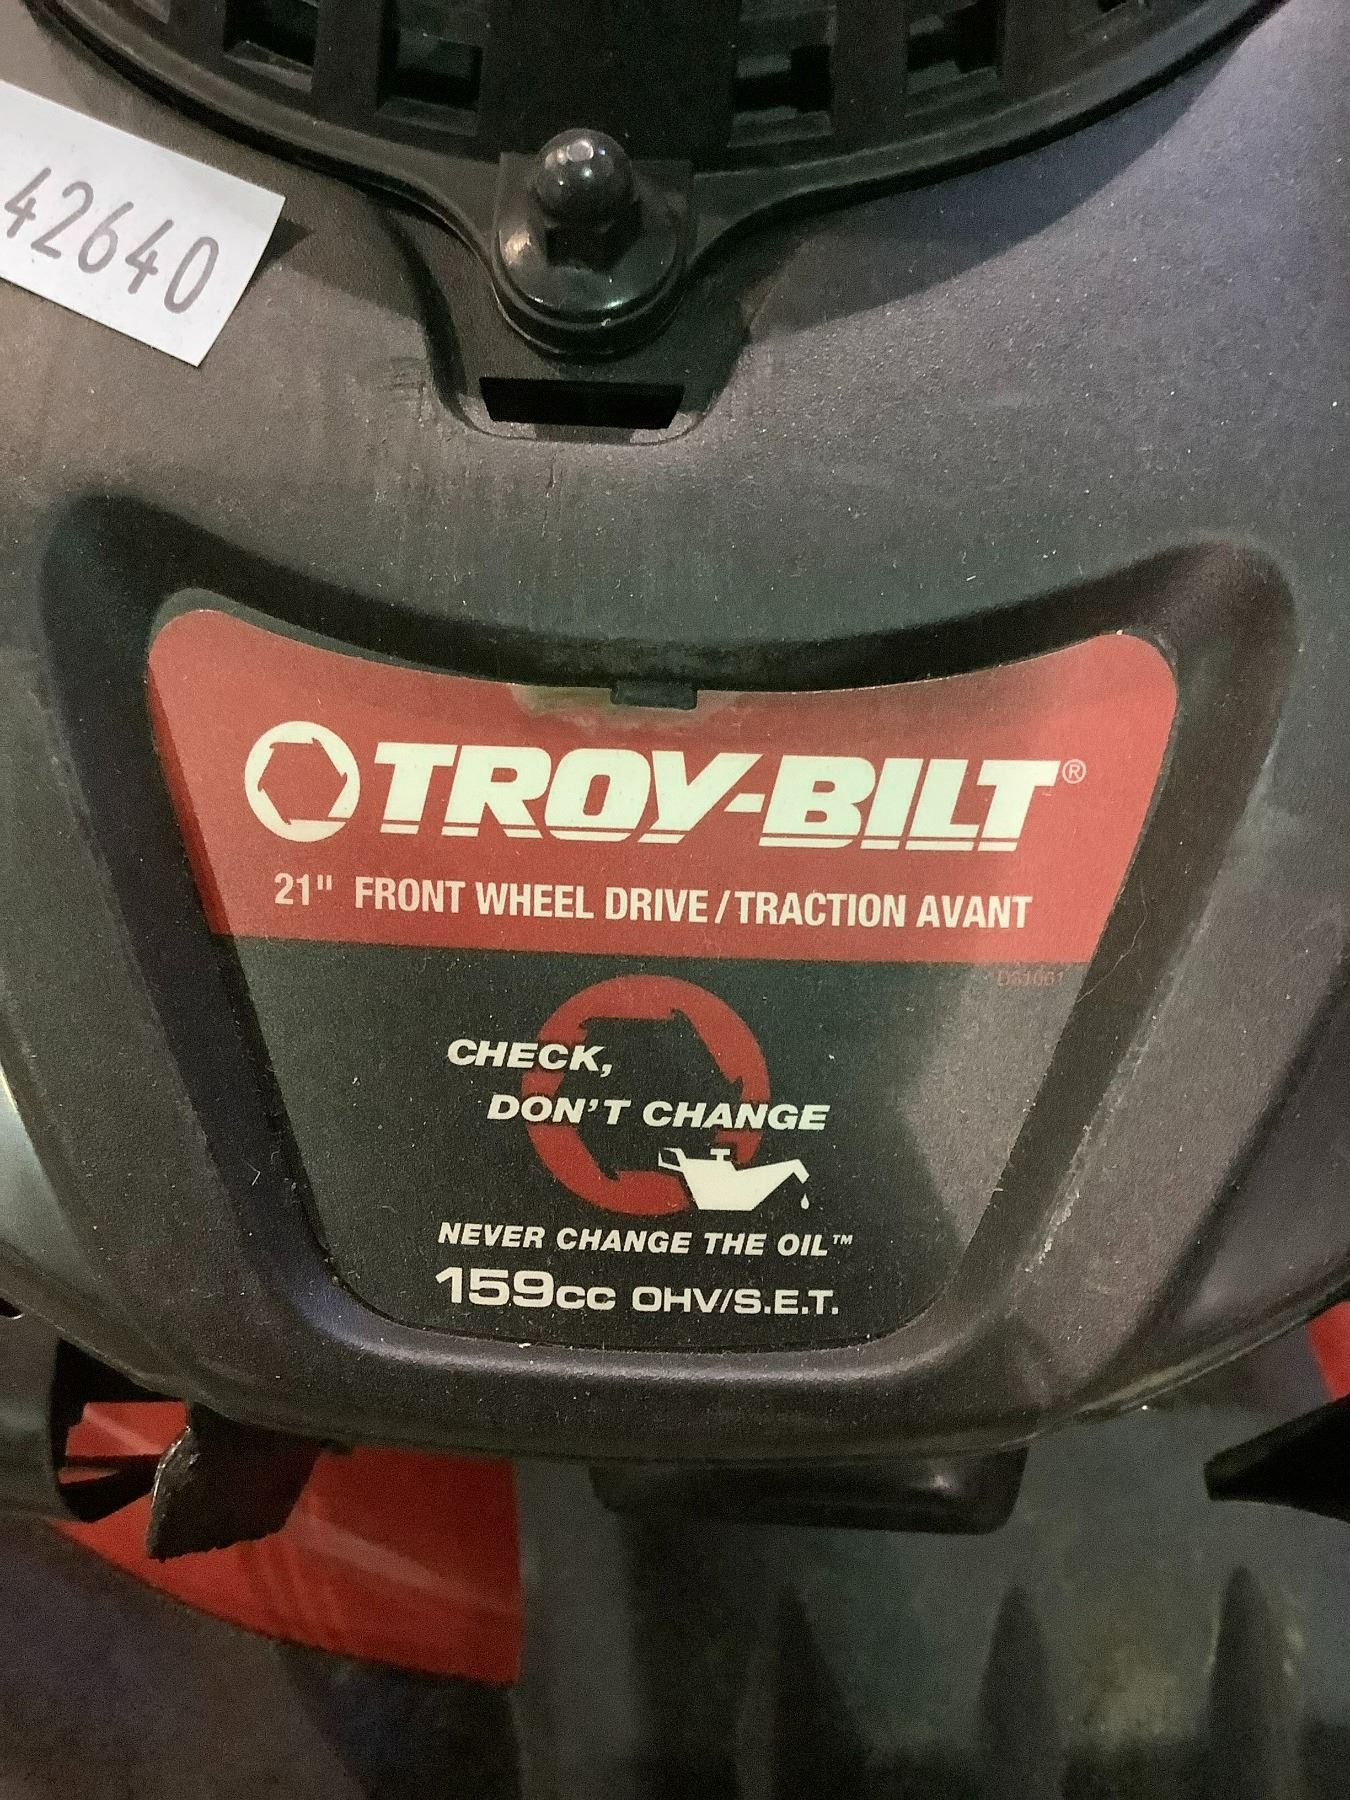 42640
TROY-BILT®
21" FRONT WHEEL DRIVE/TRACTION AVANT
CHECK,
DON'T CHANGE
NEVER CHANGE THE OIL™
159cc OHV/S.E.T.